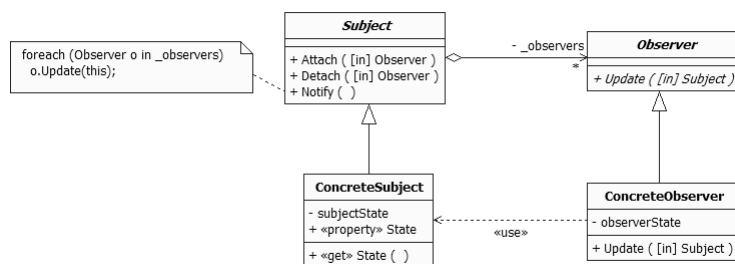 Subject
+ Attach ( [in] Observer )
+ Detach ( [in] Observer )
+ Notify ( )
foreach (Observer o in _observers)
o.Update(this);
- _observers
*
Observer
+ Update ( [in] Subject )
ConcreteSubject
- subjectState
+ «property» State
+ «get» State ( )
«use»
ConcreteObserver
- observerState
+ Update ( [in] Subject )